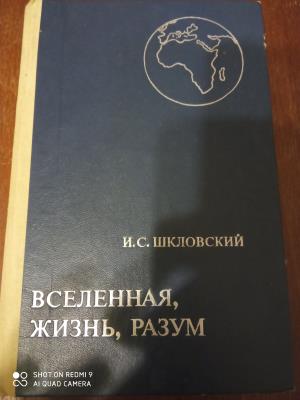 И.С. ШКЛОВСКИЙ
ВСЕЛЕННАЯ,
ЖИЗНЬ, РАЗУМ
SHOT ON REDMI 9
AI QUAD CAMERA